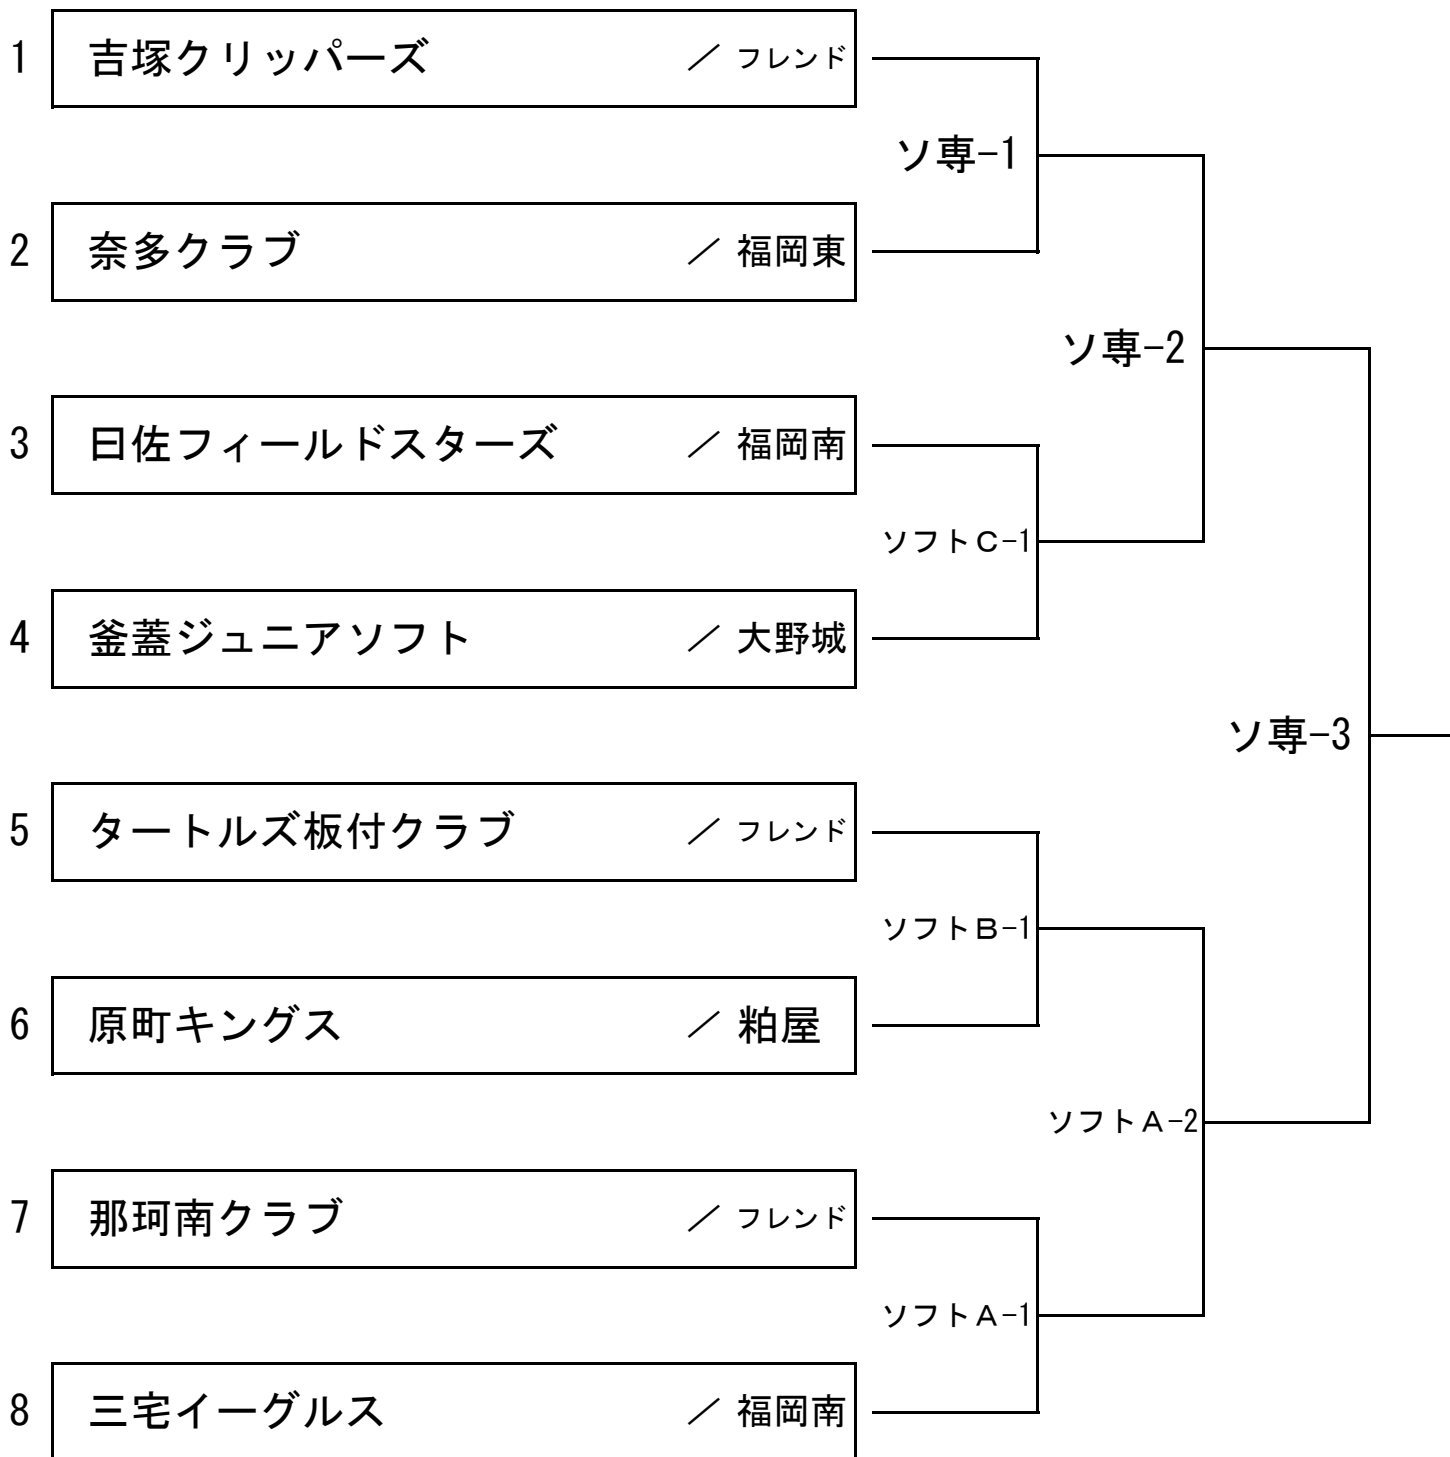 1 吉塚クリッパーズ ／ フレンド
ソ専-1
2 奈多クラブ ／ 福岡東
ソ専-2
3 曰佐フィールドスターズ ／ 福岡南
ソフトC-1
4 釜蓋ジュニアソフト ／ 大野城
ソ専-3
5 タートルズ板付クラブ ／ フレンド
ソフトB-1
6 原町キングス ／ 粕屋
ソフトA-2
7 那珂南クラブ ／ フレンド
ソフトA-1
8 三宅イーグルス ／ 福岡南